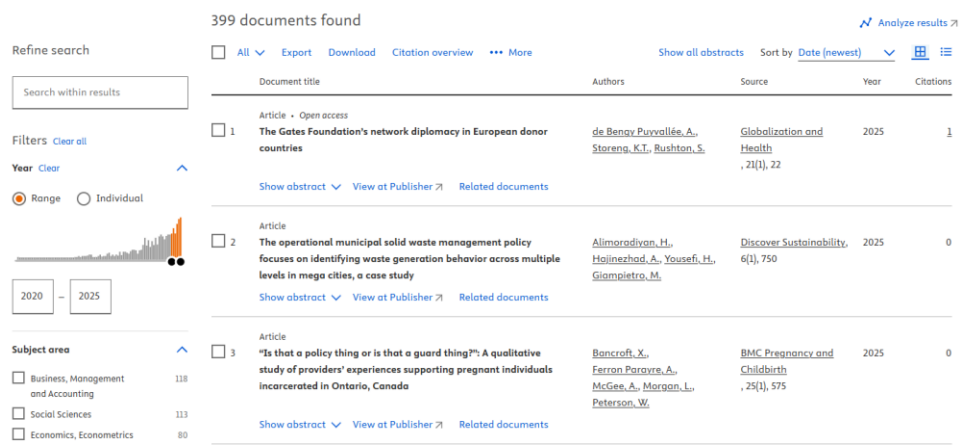 399 documents found
Analyze results
Refine search
All Export Download Citation overview ••• More Show all abstracts Sort by Date (newest)
Search within results
Document title Authors Source Year Citations
Filters Clear all
Year Clear
Range Individual
2020 – 2025
Subject area
Business, Management 118
and Accounting
Social Sciences 113
Economics, Econometrics 80
Article • Open access
1 The Gates Foundation's network diplomacy in European donor de Bengy Puyvallée, A., Globalization and 2025 1
countries Storeng, K.T., Rushton, S. Health
, 21(1), 22
Show abstract View at Publisher Related documents
Article
2 The operational municipal solid waste management policy Alimoradiyan, H., Discover Sustainability, 2025 0
focuses on identifying waste generation behavior across multiple Hajinezhad, A., Yousefi, H., 6(1), 750
levels in mega cities, a case study Giampietro, M.
Show abstract View at Publisher Related documents
Article
3 “Is that a policy thing or is that a guard thing?”: A qualitative Bancroft, X., BMC Pregnancy and 2025 0
study of providers’ experiences supporting pregnant individuals Ferron Parayre, A., Childbirth
incarcerated in Ontario, Canada McGee, A., Morgan, L., , 25(1), 575
Peterson, W.
Show abstract View at Publisher Related documents